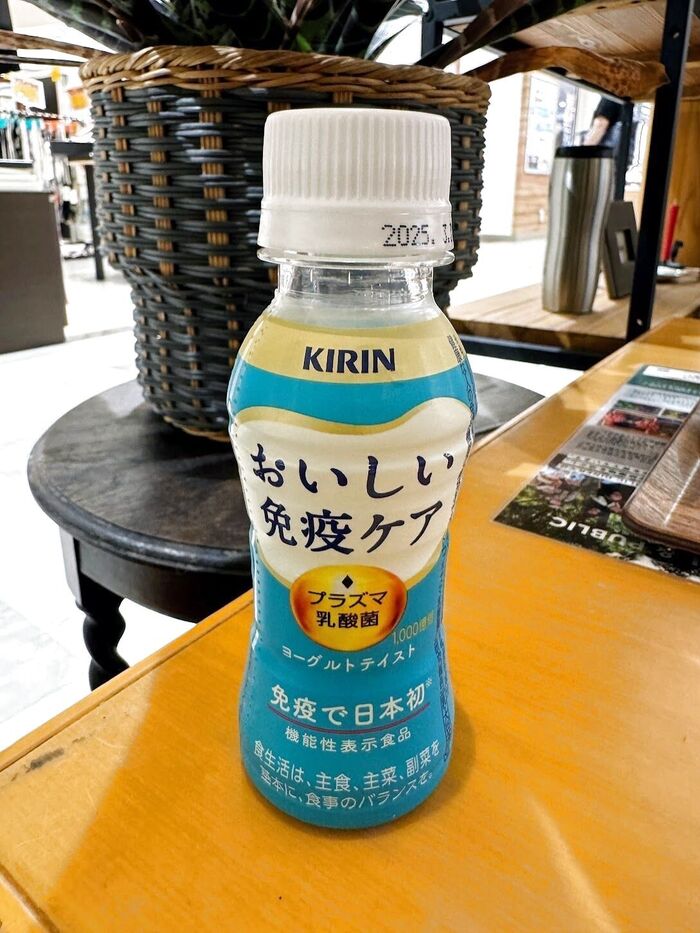 2025. 3.
KIRIN
おいしい
免疫ケア
プラズマ
乳酸菌
1,000億個
ヨーグルトテイスト
免疫で日本初※
機能性表示食品
食生活は、主食、主菜、副菜を
基本に、食事のバランスを。
PUBLIC